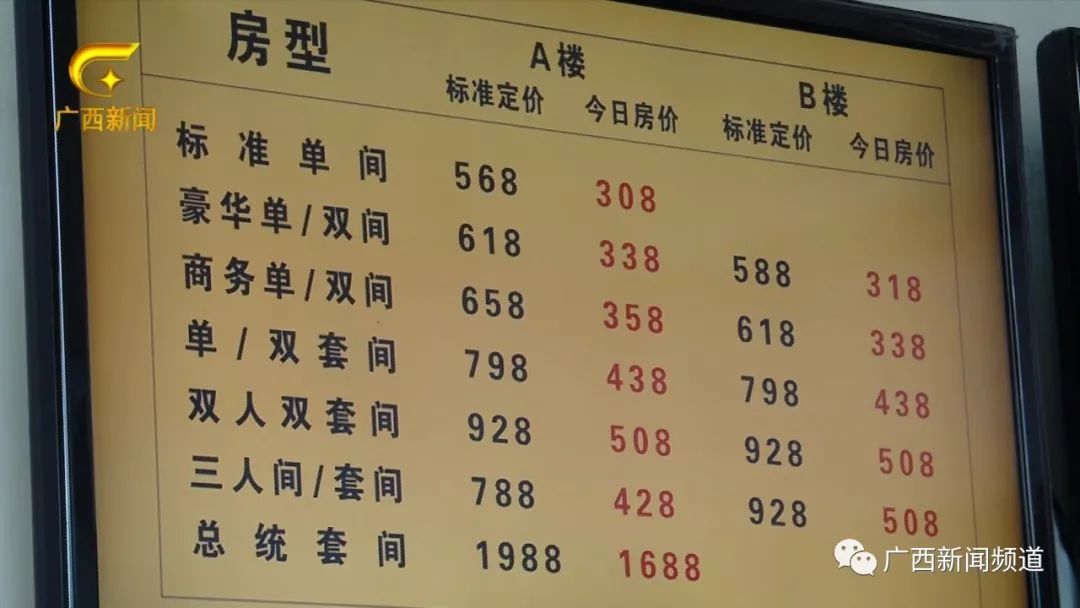 广西新闻
房型 A楼 B楼
标准定价 今日房价 标准定价 今日房价
标准单间 568 308
豪华单/双间 618 338 588 318
商务单/双间 658 358 618 338
单/双套间 798 438 798 438
双人双套间 928 508 928 508
三人间/套间 788 428 928 508
总统套间 1988 1688
广西新闻频道